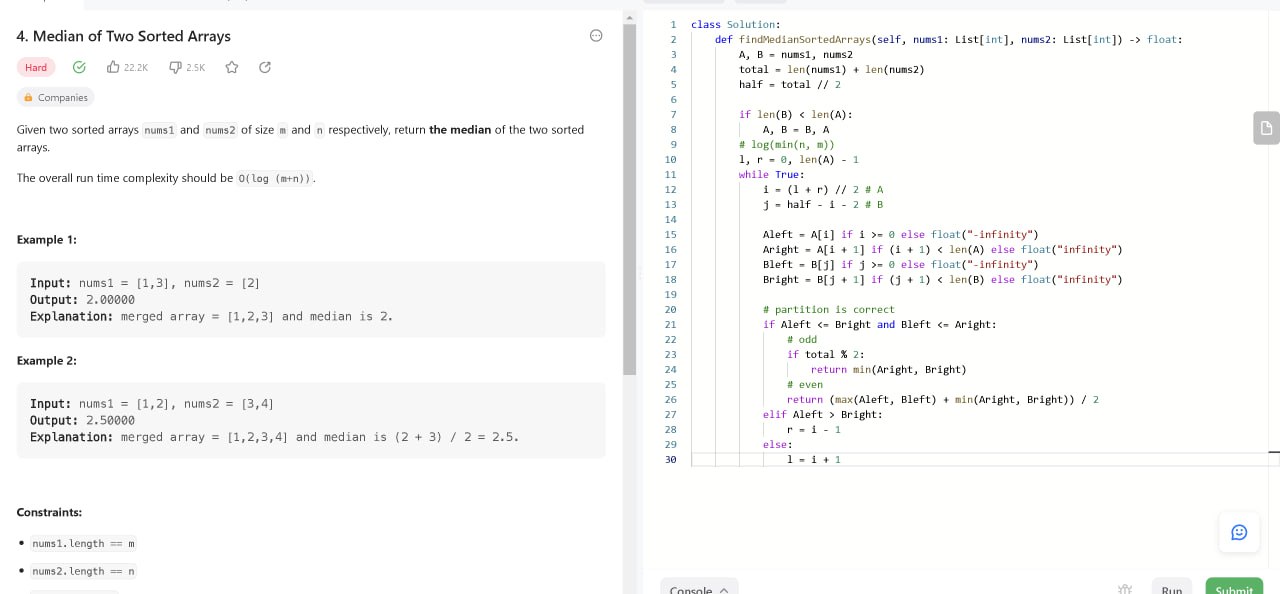 4. Median of Two Sorted Arrays
Hard 22.2K 2.5K
Companies
Given two sorted arrays nums1 and nums2 of size m and n respectively, return the median of the two sorted
arrays.
The overall run time complexity should be O(log (m+n)).
Example 1:
Input: nums1 = [1,3], nums2 = [2]
Output: 2.00000
Explanation: merged array = [1,2,3] and median is 2.
Example 2:
Input: nums1 = [1,2], nums2 = [3,4]
Output: 2.50000
Explanation: merged array = [1,2,3,4] and median is (2 + 3) / 2 = 2.5.
Constraints:
• nums1.length == m
• nums2.length == n
1 class Solution:
2     def findMedianSortedArrays(self, nums1: List[int], nums2: List[int]) -> float:
3         A, B = nums1, nums2
4         total = len(nums1) + len(nums2)
5         half = total // 2
6
7         if len(B) < len(A):
8             A, B = B, A
9         # log(min(n, m))
10         l, r = 0, len(A) - 1
11         while True:
12             i = (l + r) // 2 # A
13             j = half - i - 2 # B
14
15             Aleft = A[i] if i >= 0 else float("-infinity")
16             Aright = A[i + 1] if (i + 1) < len(A) else float("infinity")
17             Bleft = B[j] if j >= 0 else float("-infinity")
18             Bright = B[j + 1] if (j + 1) < len(B) else float("infinity")
19
20             # partition is correct
21             if Aleft <= Bright and Bleft <= Aright:
22                 # odd
23                 if total % 2:
24                     return min(Aright, Bright)
25                 # even
26                 return (max(Aleft, Bleft) + min(Aright, Bright)) / 2
27             elif Aleft > Bright:
28                 r = i - 1
29             else:
30                 l = i + 1
Console Run Submit